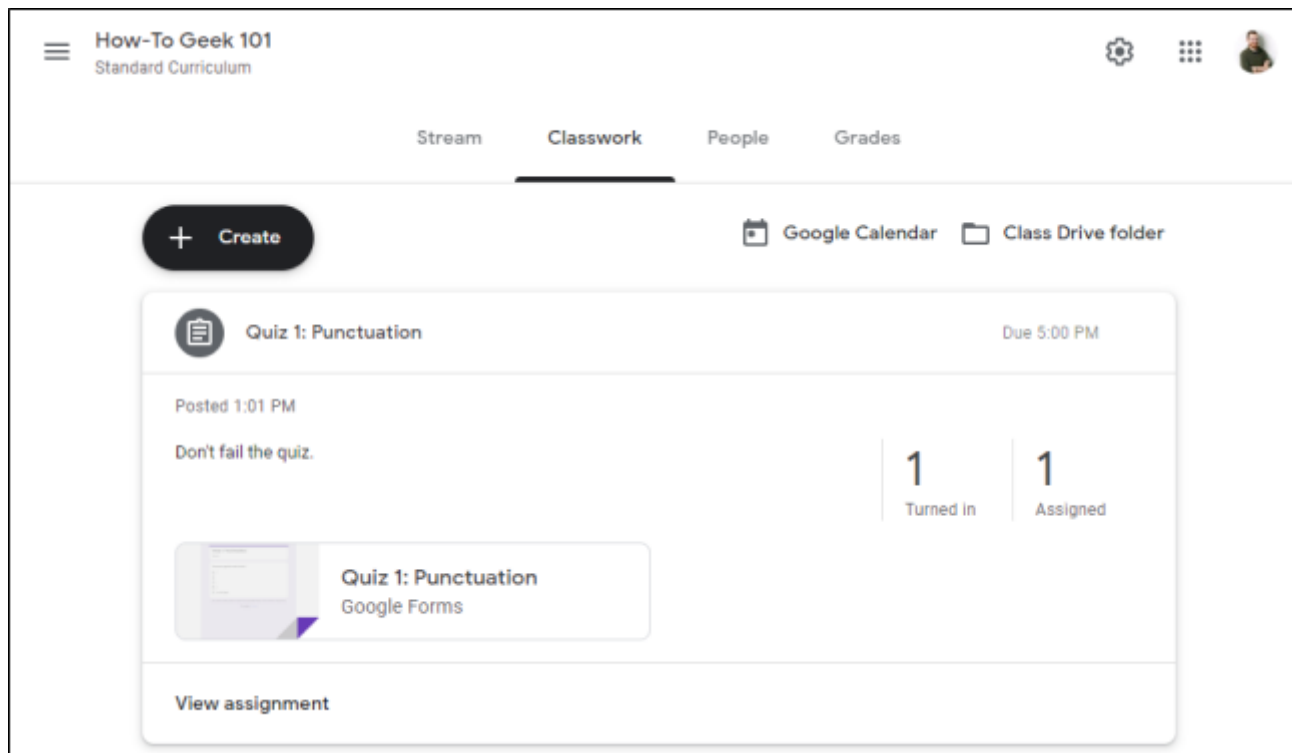 How-To Geek 101
Standard Curriculum
Stream Classwork People Grades
Create
Google Calendar Class Drive folder
Quiz 1: Punctuation Due 5:00 PM
Posted 1:01 PM
Don't fail the quiz.
1 1
Turned in Assigned
Quiz 1: Punctuation
Google Forms
View assignment